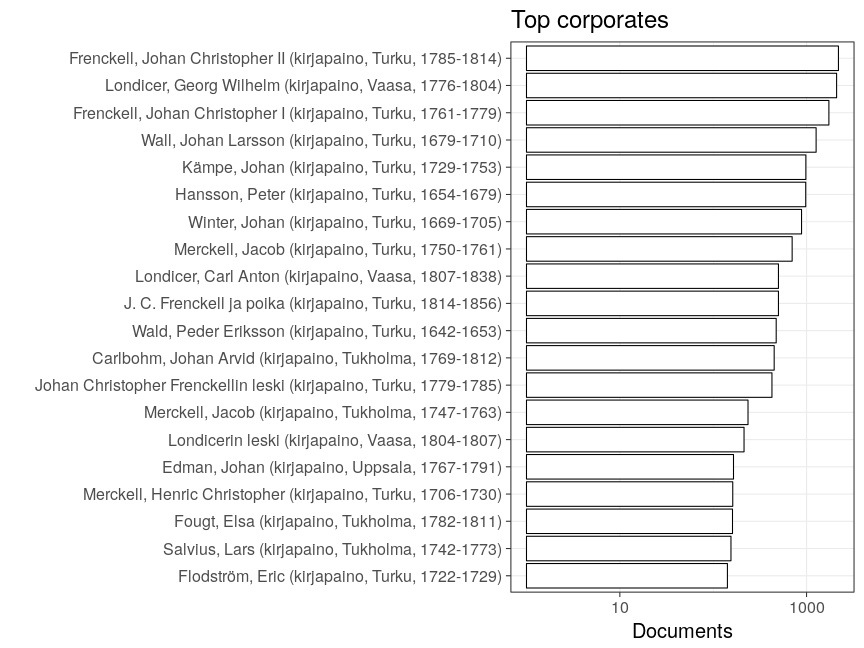 Top corporates
Frenckell, Johan Christopher II (kirjapaino, Turku, 1785-1814)
Londicer, Georg Wilhelm (kirjapaino, Vaasa, 1776-1804)
Frenckell, Johan Christopher I (kirjapaino, Turku, 1761-1779)
Wall, Johan Larsson (kirjapaino, Turku, 1679-1710)
Kämpe, Johan (kirjapaino, Turku, 1729-1753)
Hansson, Peter (kirjapaino, Turku, 1654-1679)
Winter, Johan (kirjapaino, Turku, 1669-1705)
Merckell, Jacob (kirjapaino, Turku, 1750-1761)
Londicer, Carl Anton (kirjapaino, Vaasa, 1807-1838)
J. C. Frenckell ja poika (kirjapaino, Turku, 1814-1856)
Wald, Peder Eriksson (kirjapaino, Turku, 1642-1653)
Carlbohm, Johan Arvid (kirjapaino, Tukholma, 1769-1812)
Johan Christopher Frenckellin leski (kirjapaino, Turku, 1779-1785)
Merckell, Jacob (kirjapaino, Tukholma, 1747-1763)
Londicerin leski (kirjapaino, Vaasa, 1804-1807)
Edman, Johan (kirjapaino, Uppsala, 1767-1791)
Merckell, Henric Christopher (kirjapaino, Turku, 1706-1730)
Fougt, Elsa (kirjapaino, Tukholma, 1782-1811)
Salvius, Lars (kirjapaino, Tukholma, 1742-1773)
Flodström, Eric (kirjapaino, Turku, 1722-1729)
10 1000
Documents